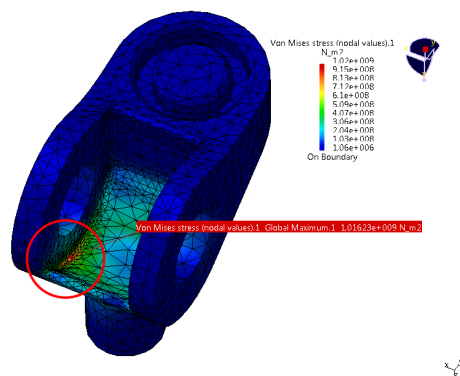 Von Mises stress (nodal values).1
N_m2
1.02e+009
9.15e+008
8.13e+008
7.12e+008
6.1e+008
5.09e+008
4.07e+008
3.06e+008
2.04e+008
1.03e+008
1.06e+006
On Boundary
Von Mises stress (nodal values).1 Global Maximum.1 1.01623e+009 N_m2
x